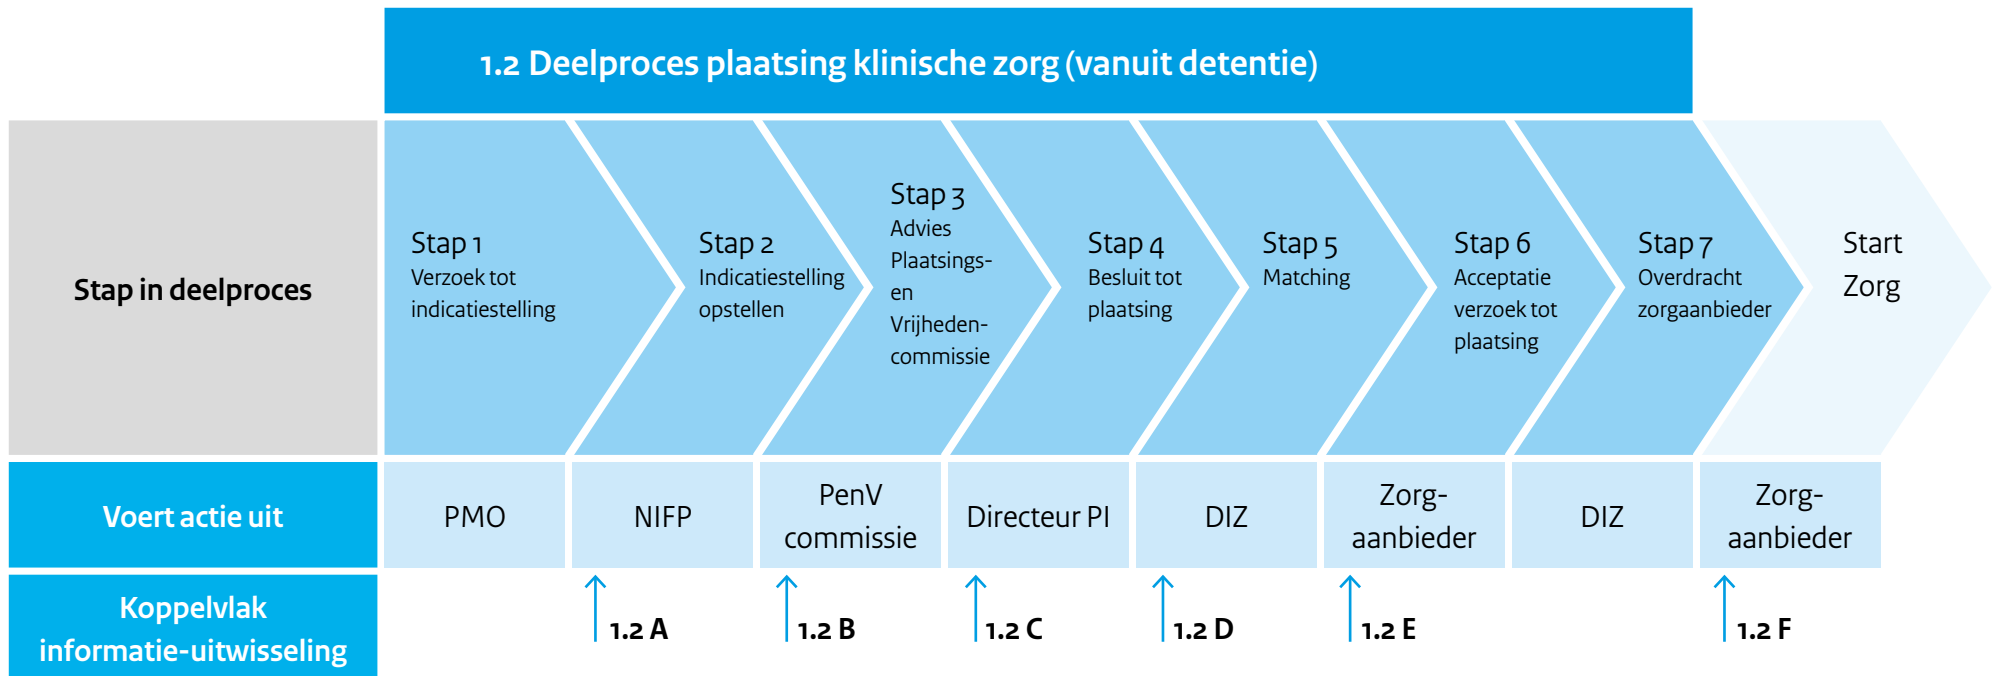 1.2 Deelproces plaatsing klinische zorg (vanuit detentie)
Stap in deelproces
Stap 1
Verzoek tot
indicatiestelling
Stap 2
Indicatiestelling
opstellen
Stap 3
Advies
Plaatsings-
en
Vrijheden-
commissie
Stap 4
Besluit tot
plaatsing
Stap 5
Matching
Stap 6
Acceptatie
verzoek tot
plaatsing
Stap 7
Overdracht
zorgaanbieder
Start
Zorg
Voert actie uit
PMO
NIFP
PenV
commissie
Directeur PI
DIZ
Zorg-
aanbieder
DIZ
Zorg-
aanbieder
Koppelvlak
informatie-uitwisseling
1.2 A
1.2 B
1.2 C
1.2 D
1.2 E
1.2 F